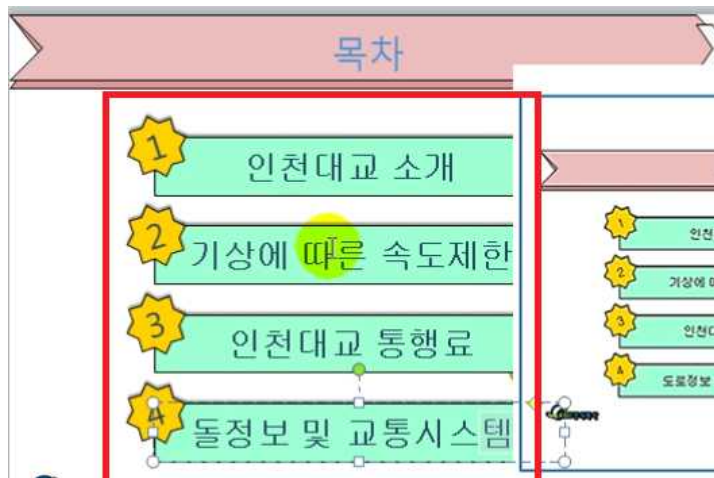 목차
1
인천대교 소개
2
기상에 따른 속도제한
3
인천대교 통행료
4
돌정보 및 교통시스템
1
인천
2
기상에 따
3
인천대
4
도로정보